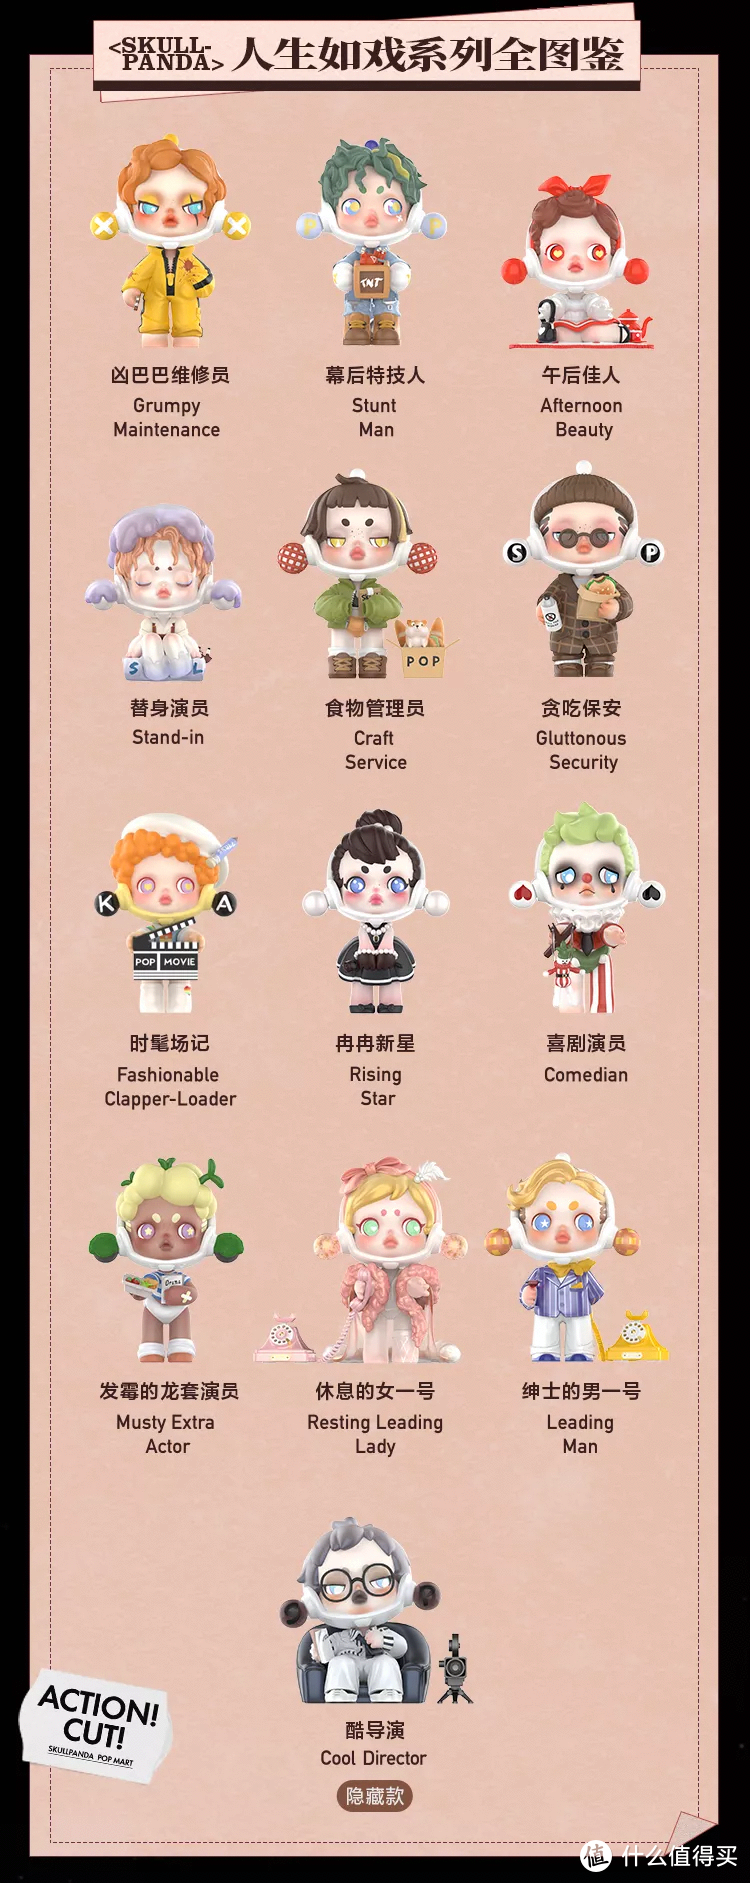 <SKULL-
PANDA> 人生如戏系列全图鉴
凶巴巴维修员
Grumpy
Maintenance
幕后特技人
Stunt
Man
TNT
午后佳人
Afternoon
Beauty
替身演员
Stand-in
S L
食物管理员
Craft
Service
POP
贪吃保安
Gluttonous
Security
S P
时髦场记
Fashionable
Clapper-Loader
K A
POP MOVIE
冉冉新星
Rising
Star
喜剧演员
Comedian
发霉的龙套演员
Musty Extra
Actor
Drama
休息的女一号
Resting Leading
Lady
绅士的男一号
Leading
Man
酷导演
Cool Director
隐藏款
ACTION!
CUT!
SKULLPANDA POP MART
值 什么值得买